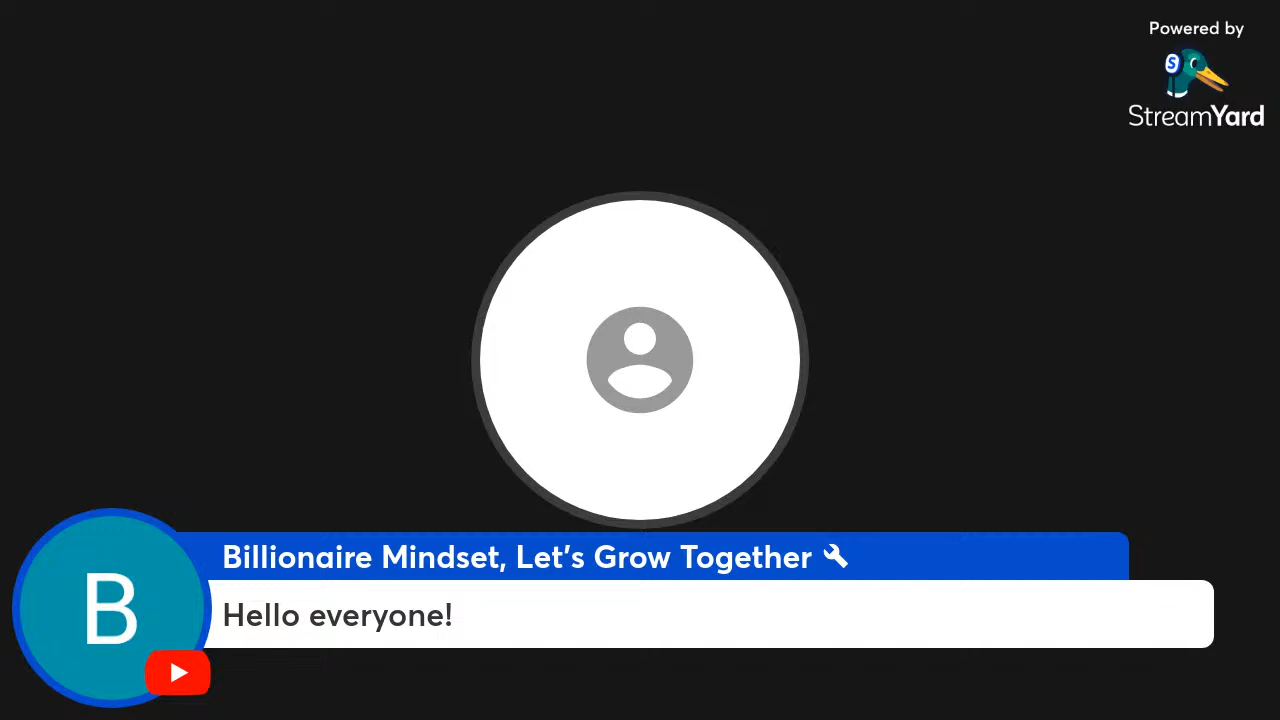 Powered by
S
StreamYard
Billionaire Mindset, Let's Grow Together
Hello everyone!
B